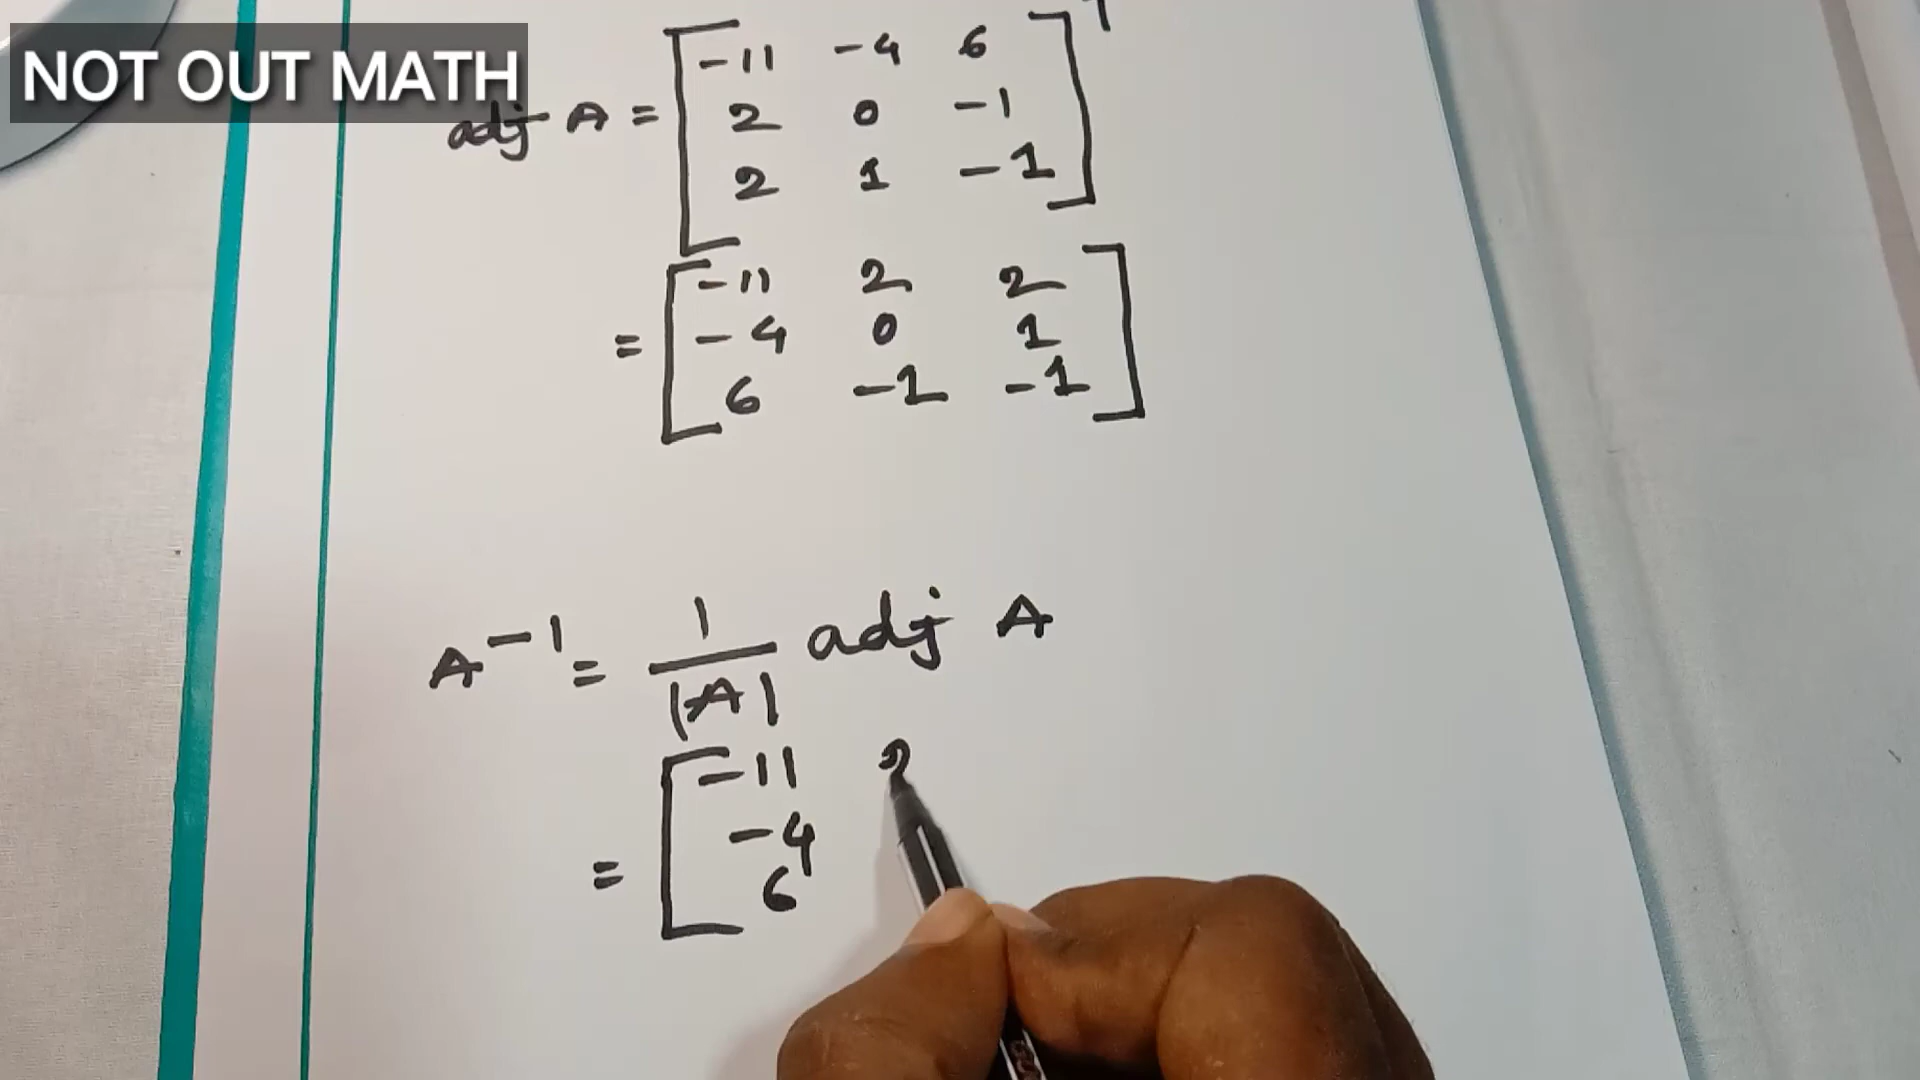 NOT OUT MATH
adj A = [ -11 -4 6
2 0 -1
2 1 -1 ]
= [ -11 2 2
-4 0 1
6 -1 -1 ]
A^-1 = 1/|A| adj A
= [ -11 2
-4
6